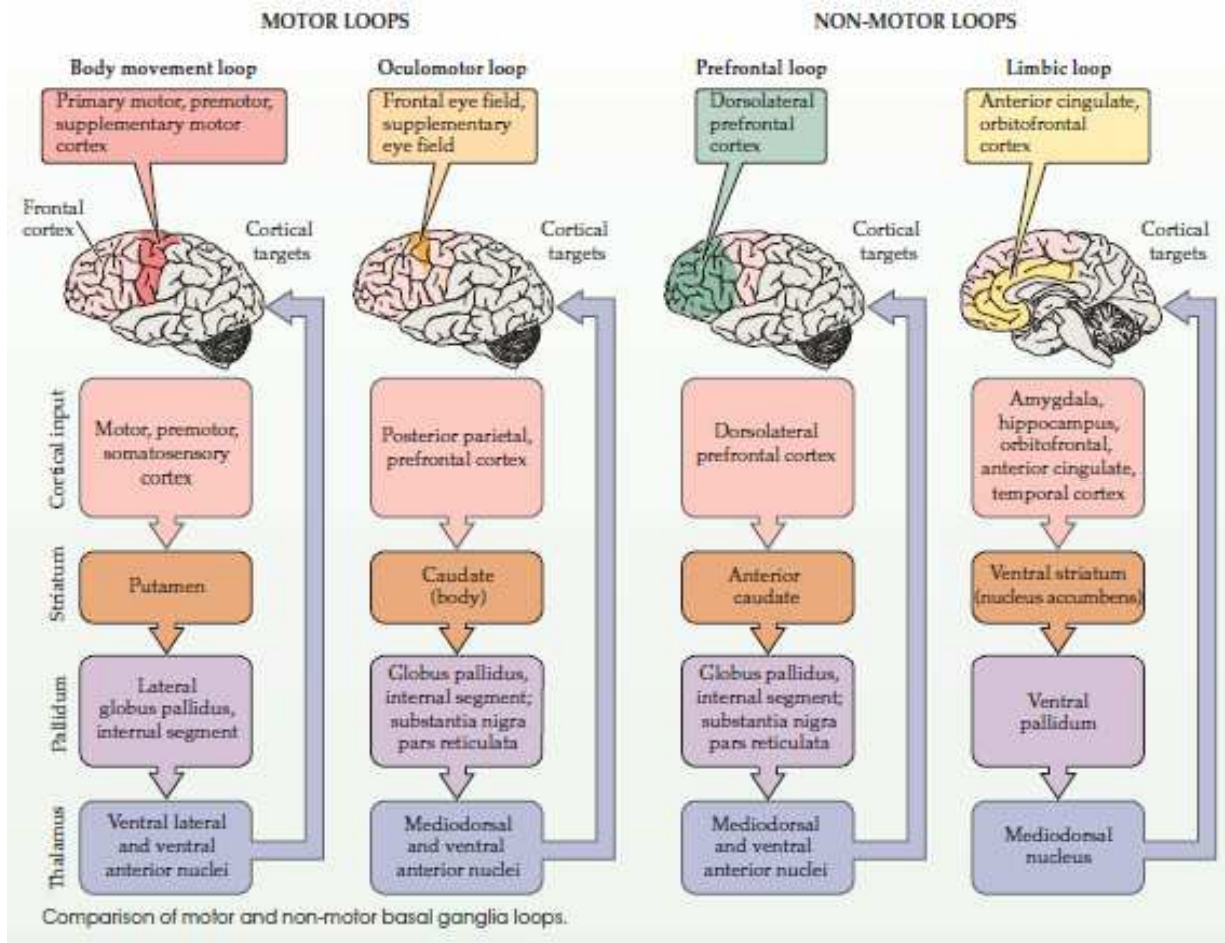 MOTOR LOOPS
NON-MOTOR LOOPS
Body movement loop
Oculomotor loop
Prefrontal loop
Limbic loop
Primary motor, premotor,
supplementary motor
cortex
Frontal eye field,
supplementary
eye field
Dorsolateral
prefrontal
cortex
Anterior cingulate,
orbitofrontal
cortex
Frontal
cortex
Cortical
targets
Cortical
targets
Cortical
targets
Cortical
targets
Cortical input
Motor, premotor,
somatosensory
cortex
Posterior parietal,
prefrontal cortex
Dorsolateral
prefrontal cortex
Amygdala,
hippocampus,
orbitofrontal,
anterior cingulate,
temporal cortex
Striatum
Putamen
Caudate
(body)
Anterior
caudate
Ventral striatum
(nucleus accumbens)
Pallidum
Lateral
globus pallidus,
internal segment
Globus pallidus,
internal segment;
substantia nigra
pars reticulata
Globus pallidus,
internal segment;
substantia nigra
pars reticulata
Ventral
pallidum
Thalamus
Ventral lateral
and ventral
anterior nuclei
Mediodorsal
and ventral
anterior nuclei
Mediodorsal
and ventral
anterior nuclei
Mediodorsal
nucleus
Comparison of motor and non-motor basal ganglia loops.